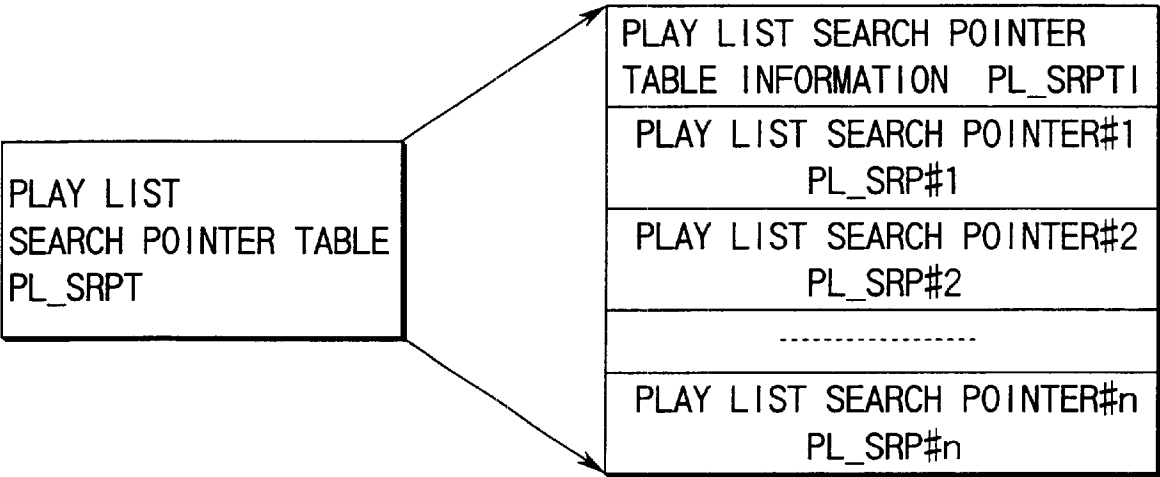 PLAY LIST
SEARCH POINTER TABLE
PL_SRPT
PLAY LIST SEARCH POINTER
TABLE INFORMATION PL_SRPTI
PLAY LIST SEARCH POINTER#1
PL_SRP#1
PLAY LIST SEARCH POINTER#2
PL_SRP#2
------------------
PLAY LIST SEARCH POINTER#n
PL_SRP#n